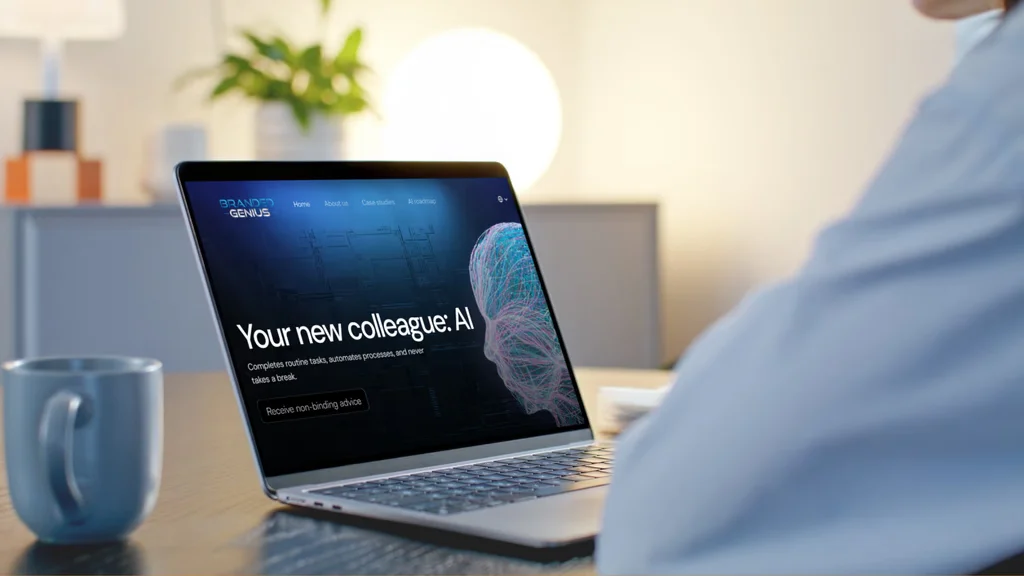 BRANDED
GENIUS
Home About us Case studies AI roadmap
Your new colleague: AI
Completes routine tasks, automates processes, and never
takes a break.
Receive non-binding advice